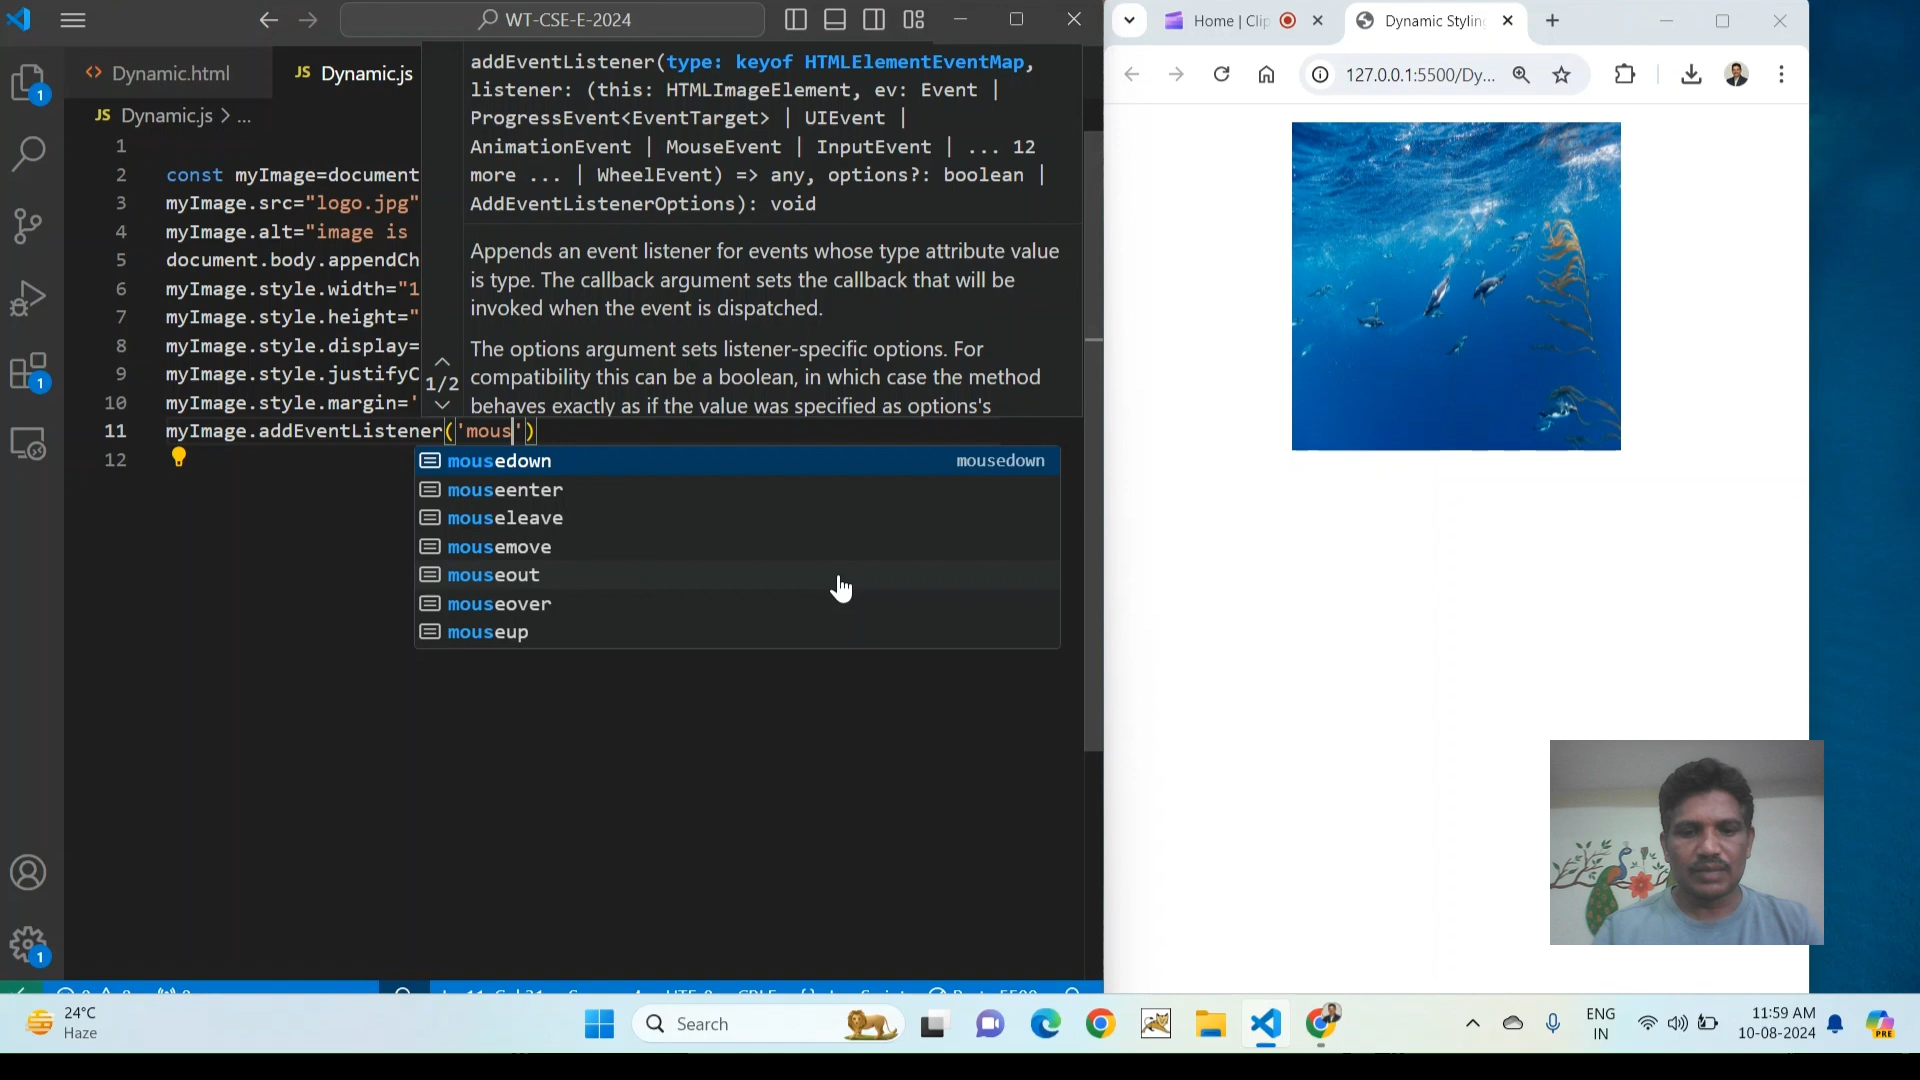 WT-CSE-E-2024
Home | Clip
Dynamic Styling
Dynamic.html
JS Dynamic.js
127.0.0.1:5500/Dy...
JS Dynamic.js > ...
addEventListener(type: keyof HTMLElementEventMap,
listener: (this: HTMLImageElement, ev: Event |
ProgressEvent<EventTarget> | UIEvent |
AnimationEvent | MouseEvent | InputEvent | ... 12
more ... | WheelEvent) => any, options?: boolean |
AddEventListenerOptions): void
Appends an event listener for events whose type attribute value
is type. The callback argument sets the callback that will be
invoked when the event is dispatched.
The options argument sets listener-specific options. For
compatibility this can be a boolean, in which case the method
behaves exactly as if the value was specified as options's
1/2
1
2 const myImage=document
3 myImage.src="logo.jpg"
4 myImage.alt="image is
5 document.body.appendCh
6 myImage.style.width="1
7 myImage.style.height="
8 myImage.style.display=
9 myImage.style.justifyC
10 myImage.style.margin='
11 myImage.addEventListener('mous')
12
mousedown mousedown
mouseenter
mouseleave
mousemove
mouseout
mouseover
mouseup
1
1
1
24°C
Haze
Search
ENG
IN
11:59 AM
10-08-2024
PRE